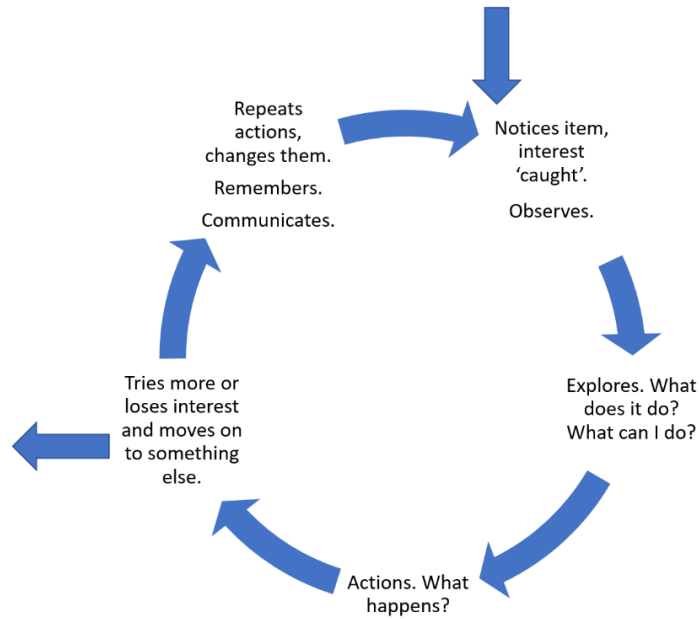 Notices item,
interest
‘caught’.
Observes.
Explores. What
does it do?
What can I do?
Actions. What
happens?
Tries more or
loses interest
and moves on
to something
else.
Repeats
actions,
changes them.
Remembers.
Communicates.